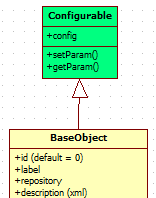 Configurable
+config
+setParam()
+getParam()
BaseObject
+id (default = 0)
+label
+repository
+description (xml)